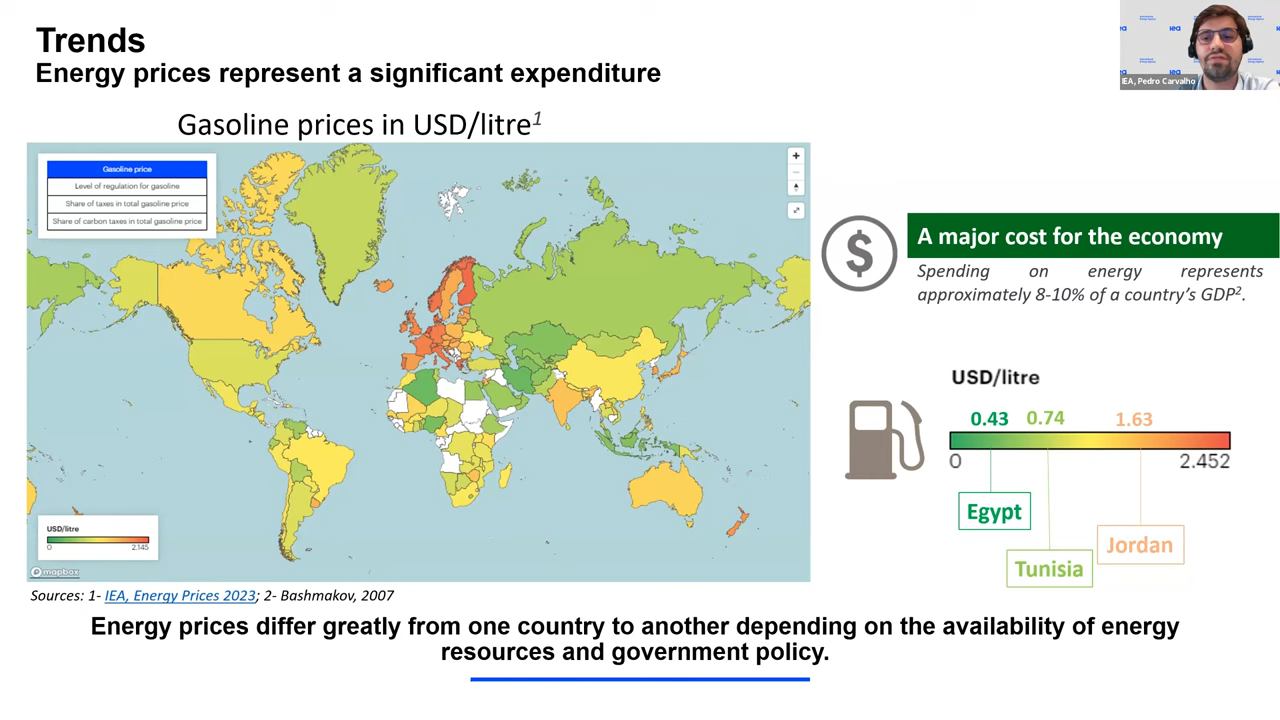 Trends
Energy prices represent a significant expenditure
iea
IEA, Pedro Carvalho
Gasoline prices in USD/litre1
Gasoline price
Level of regulation for gasoline
Share of taxes in total gasoline price
Share of carbon taxes in total gasoline price
USD/litre
0 2.145
mapbox
$
A major cost for the economy
Spending on energy represents
approximately 8-10% of a country's GDP2.
USD/litre
0.43 0.74 1.63
0 2.452
Egypt
Jordan
Tunisia
Sources: 1- IEA, Energy Prices 2023; 2- Bashmakov, 2007
Energy prices differ greatly from one country to another depending on the availability of energy
resources and government policy.